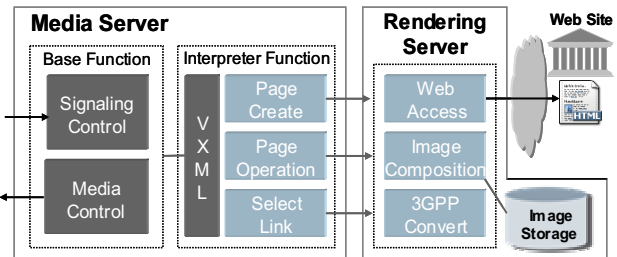 Media Server
Base Function
Signaling
Control
Media
Control
Interpreter Function
V
X
M
L
Page
Create
Page
Operation
Select
Link
Rendering
Server
Web
Access
Image
Composition
3GPP
Convert
Web Site
HTML
Image
Storage